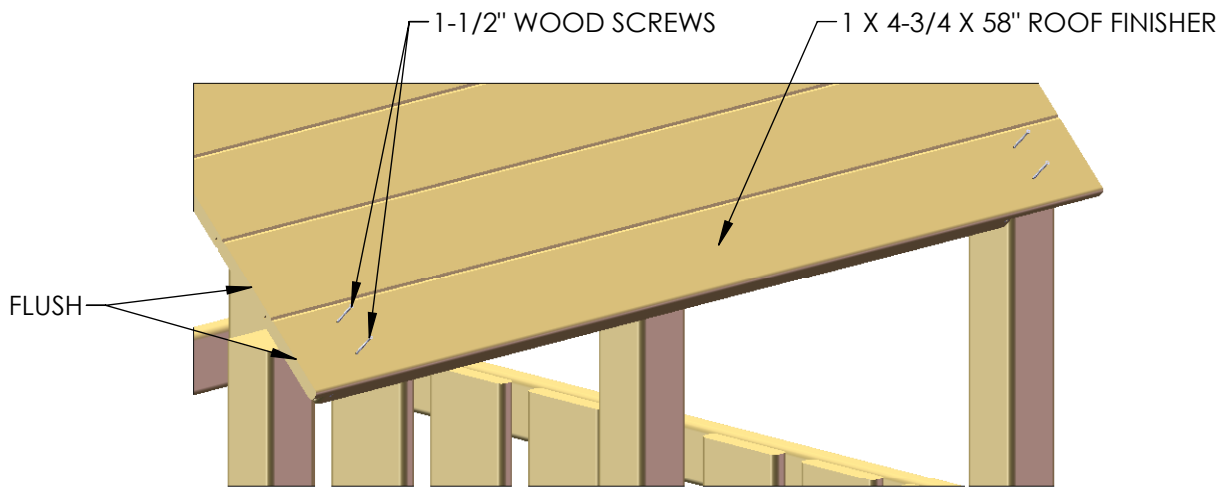 1-1/2" WOOD SCREWS
1 X 4-3/4 X 58" ROOF FINISHER
FLUSH